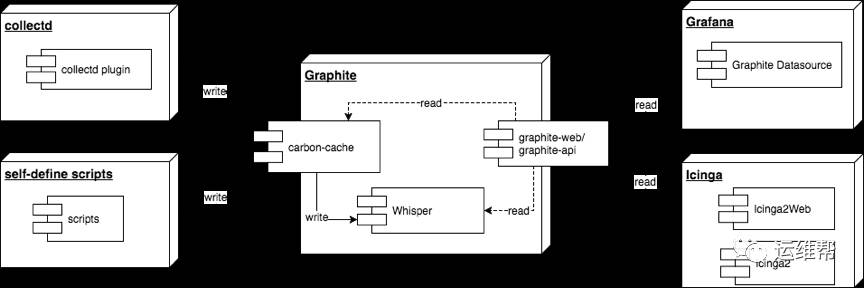 collectd
collectd plugin
self-define scripts
scripts
write
write
Graphite
read
carbon-cache
graphite-web/
graphite-api
write
Whisper
read
read
read
Grafana
Graphite Datasource
Icinga
Icinga2Web
Icinga2
运维帮